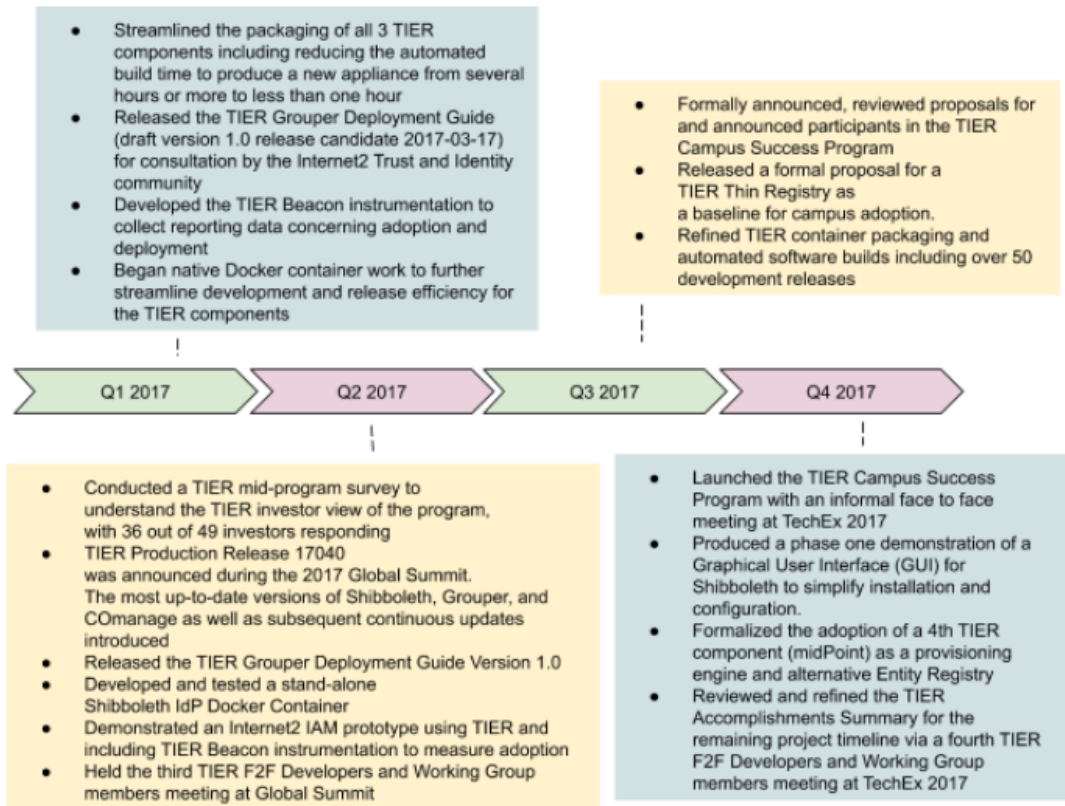 ● Streamlined the packaging of all 3 TIER
components including reducing the automated
build time to produce a new appliance from several
hours or more to less than one hour
● Released the TIER Grouper Deployment Guide
(draft version 1.0 release candidate 2017-03-17)
for consultation by the Internet2 Trust and Identity
community
● Developed the TIER Beacon instrumentation to
collect reporting data concerning adoption and
deployment
● Began native Docker container work to further
streamline development and release efficiency for
the TIER components
● Formally announced, reviewed proposals for
and announced participants in the TIER
Campus Success Program
● Released a formal proposal for a
TIER Thin Registry as
a baseline for campus adoption.
● Refined TIER container packaging and
automated software builds including over 50
development releases
Q1 2017
Q2 2017
Q3 2017
Q4 2017
● Conducted a TIER mid-program survey to
understand the TIER investor view of the program,
with 36 out of 49 investors responding
● TIER Production Release 17040
was announced during the 2017 Global Summit.
The most up-to-date versions of Shibboleth, Grouper, and
COmanage as well as subsequent continuous updates
introduced
● Released the TIER Grouper Deployment Guide Version 1.0
● Developed and tested a stand-alone
Shibboleth IdP Docker Container
● Demonstrated an Internet2 IAM prototype using TIER and
including TIER Beacon instrumentation to measure adoption
● Held the third TIER F2F Developers and Working Group
members meeting at Global Summit
● Launched the TIER Campus Success
Program with an informal face to face
meeting at TechEx 2017
● Produced a phase one demonstration of a
Graphical User Interface (GUI) for
Shibboleth to simplify installation and
configuration.
● Formalized the adoption of a 4th TIER
component (midPoint) as a provisioning
engine and alternative Entity Registry
● Reviewed and refined the TIER
Accomplishments Summary for the
remaining project timeline via a fourth TIER
F2F Developers and Working Group
members meeting at TechEx 2017